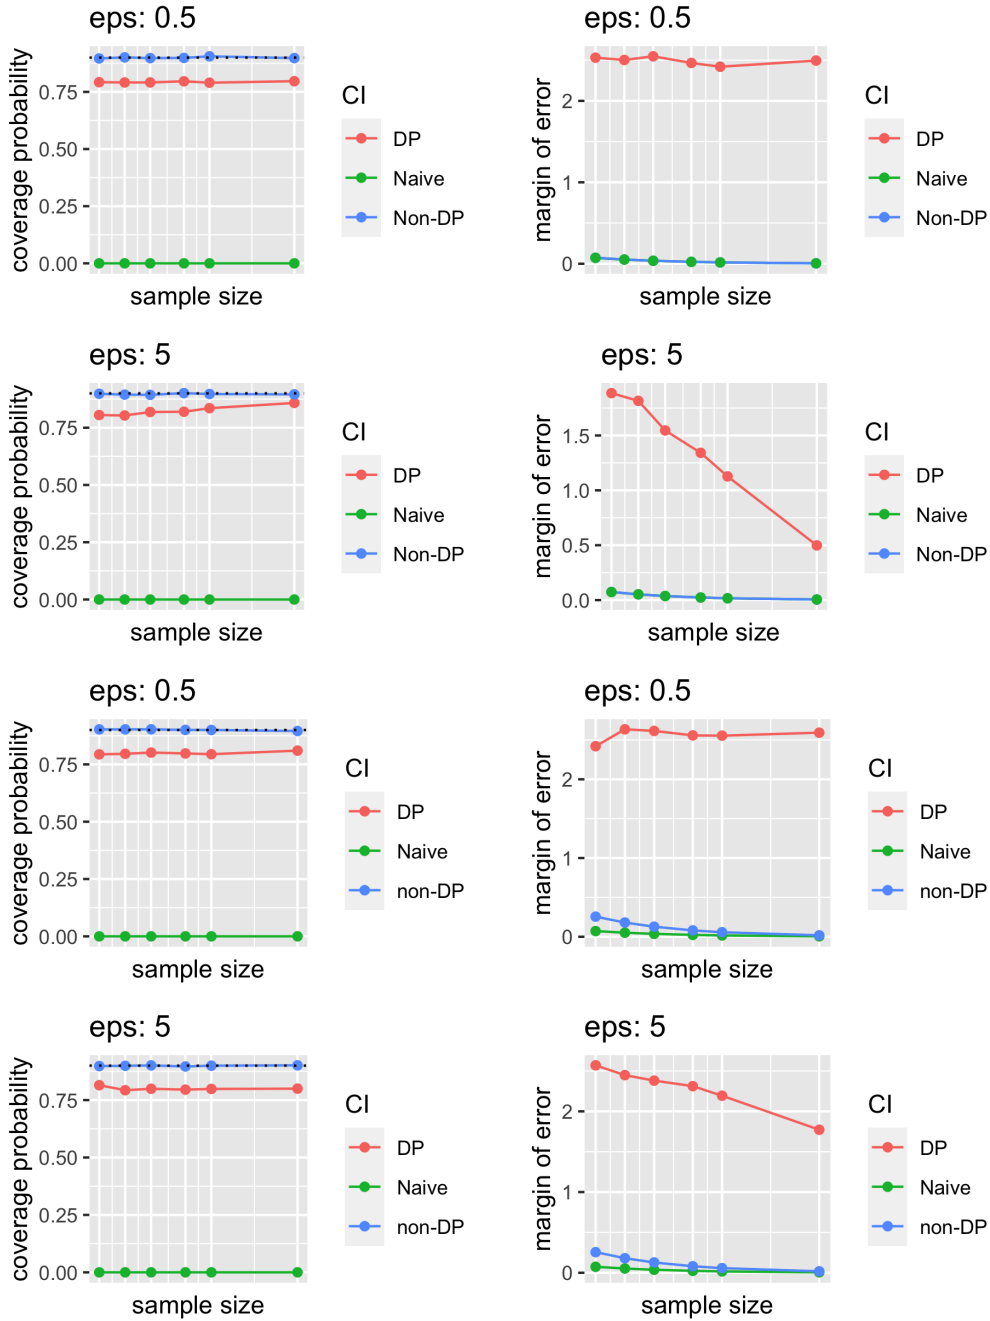 eps: 0.5
coverage probability
0.75
0.50
0.25
0.00
sample size
CI
DP
Naive
Non-DP
eps: 0.5
margin of error
2
1
0
sample size
CI
DP
Naive
Non-DP
eps: 5
coverage probability
0.75
0.50
0.25
0.00
sample size
CI
DP
Naive
Non-DP
eps: 5
margin of error
1.5
1.0
0.5
0.0
sample size
CI
DP
Naive
Non-DP
eps: 0.5
coverage probability
0.75
0.50
0.25
0.00
sample size
CI
DP
Naive
non-DP
eps: 0.5
margin of error
2
1
0
sample size
CI
DP
Naive
non-DP
eps: 5
coverage probability
0.75
0.50
0.25
0.00
sample size
CI
DP
Naive
non-DP
eps: 5
margin of error
2
1
0
sample size
CI
DP
Naive
non-DP